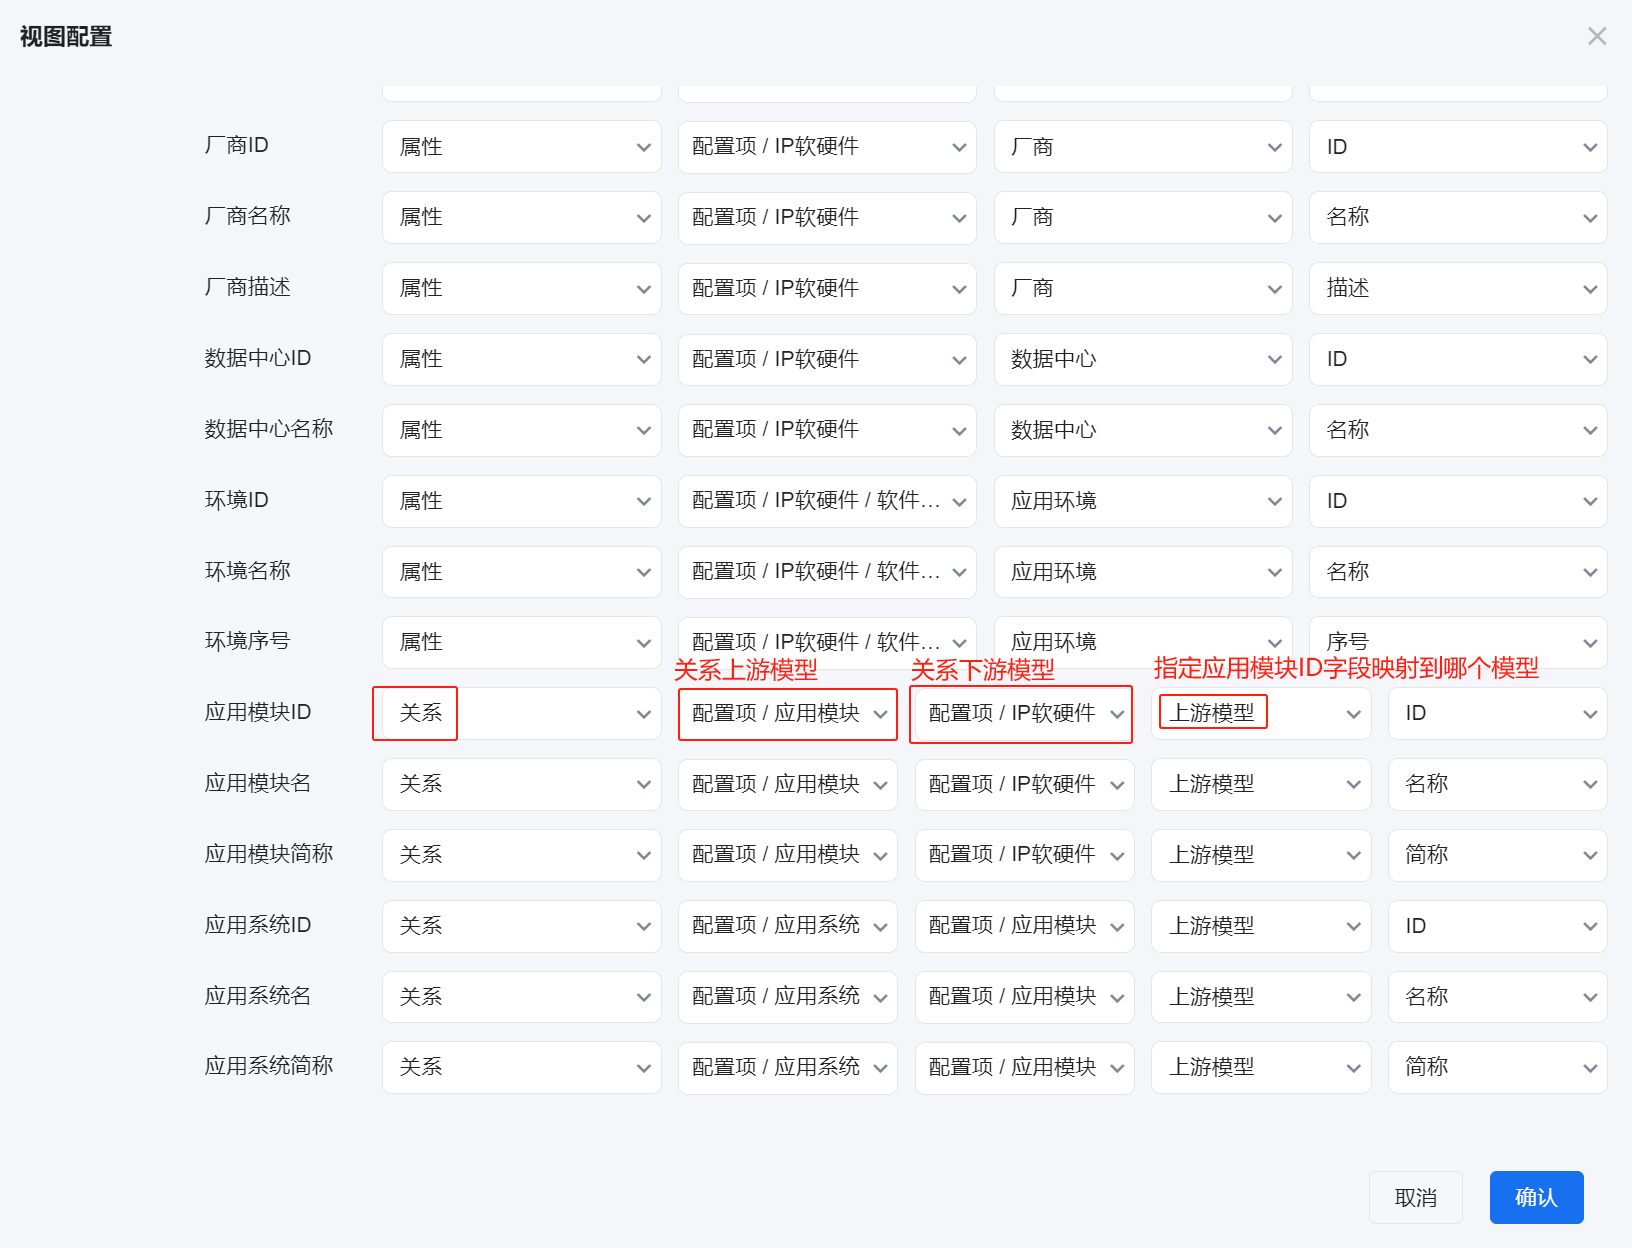 视图配置
厂商ID 属性 配置项 / IP软硬件 厂商 ID
厂商名称 属性 配置项 / IP软硬件 厂商 名称
厂商描述 属性 配置项 / IP软硬件 厂商 描述
数据中心ID 属性 配置项 / IP软硬件 数据中心 ID
数据中心名称 属性 配置项 / IP软硬件 数据中心 名称
环境ID 属性 配置项 / IP软硬件 / 软件... 应用环境 ID
环境名称 属性 配置项 / IP软硬件 / 软件... 应用环境 名称
环境序号 属性 配置项 / IP软硬件 / 软件... 应用环境 序号
关系上游模型 关系下游模型 指定应用模块ID字段映射到哪个模型
应用模块ID 关系 配置项 / 应用模块 配置项 / IP软硬件 上游模型 ID
应用模块名 关系 配置项 / 应用模块 配置项 / IP软硬件 上游模型 名称
应用模块简称 关系 配置项 / 应用模块 配置项 / IP软硬件 上游模型 简称
应用系统ID 关系 配置项 / 应用系统 配置项 / 应用模块 上游模型 ID
应用系统名 关系 配置项 / 应用系统 配置项 / 应用模块 上游模型 名称
应用系统简称 关系 配置项 / 应用系统 配置项 / 应用模块 上游模型 简称
取消 确认